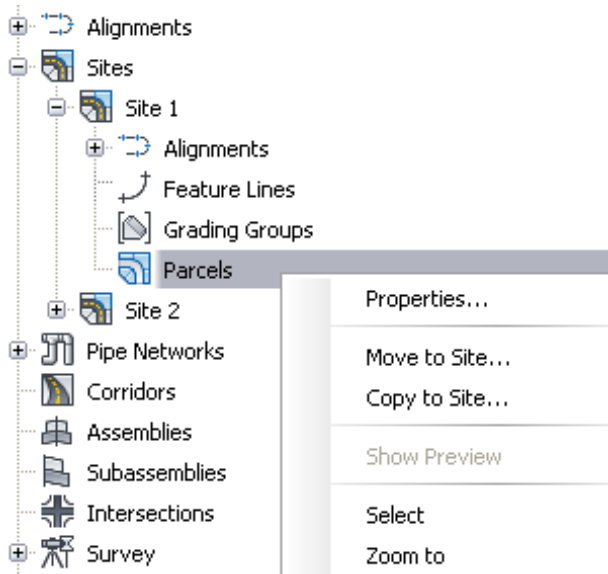 Alignments
Sites
Site 1
Alignments
Feature Lines
Grading Groups
Parcels
Site 2
Pipe Networks
Corridors
Assemblies
Subassemblies
Intersections
Survey
Properties...
Move to Site...
Copy to Site...
Show Preview
Select
Zoom to